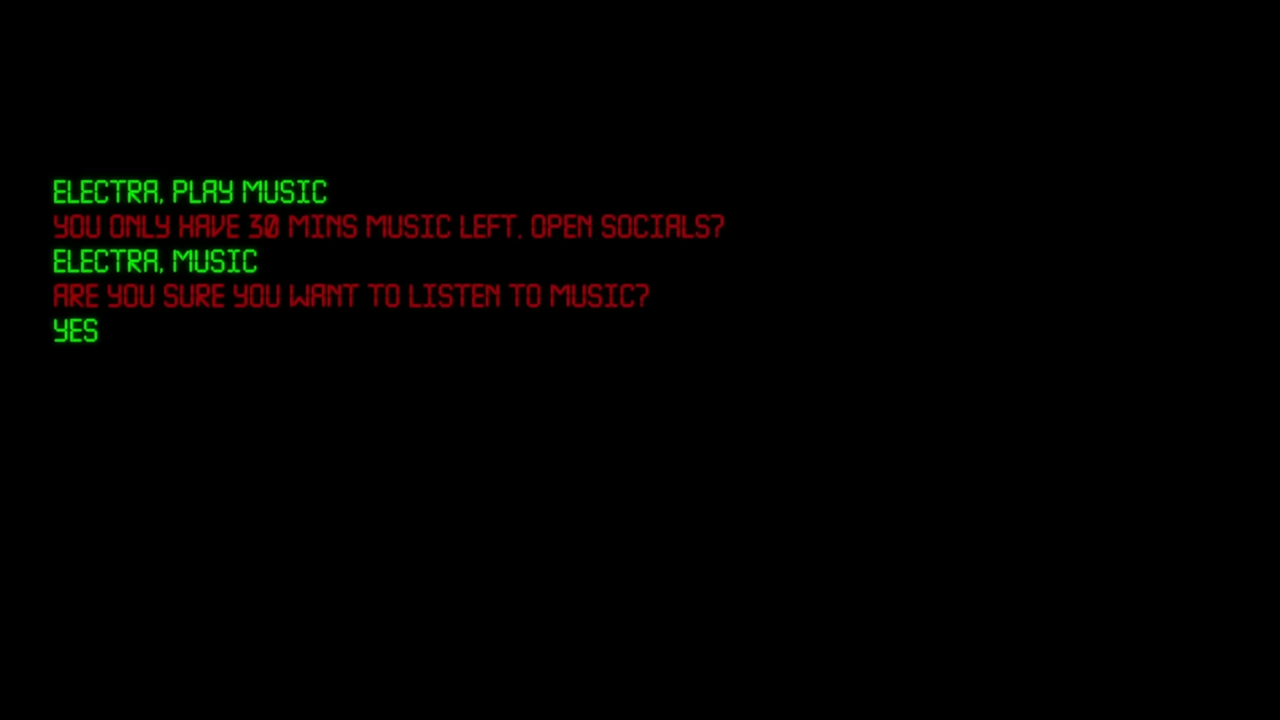 ELECTRA, PLAY MUSIC
YOU ONLY HAVE 30 MINS MUSIC LEFT. OPEN SOCIALS?
ELECTRA, MUSIC
ARE YOU SURE YOU WANT TO LISTEN TO MUSIC?
YES